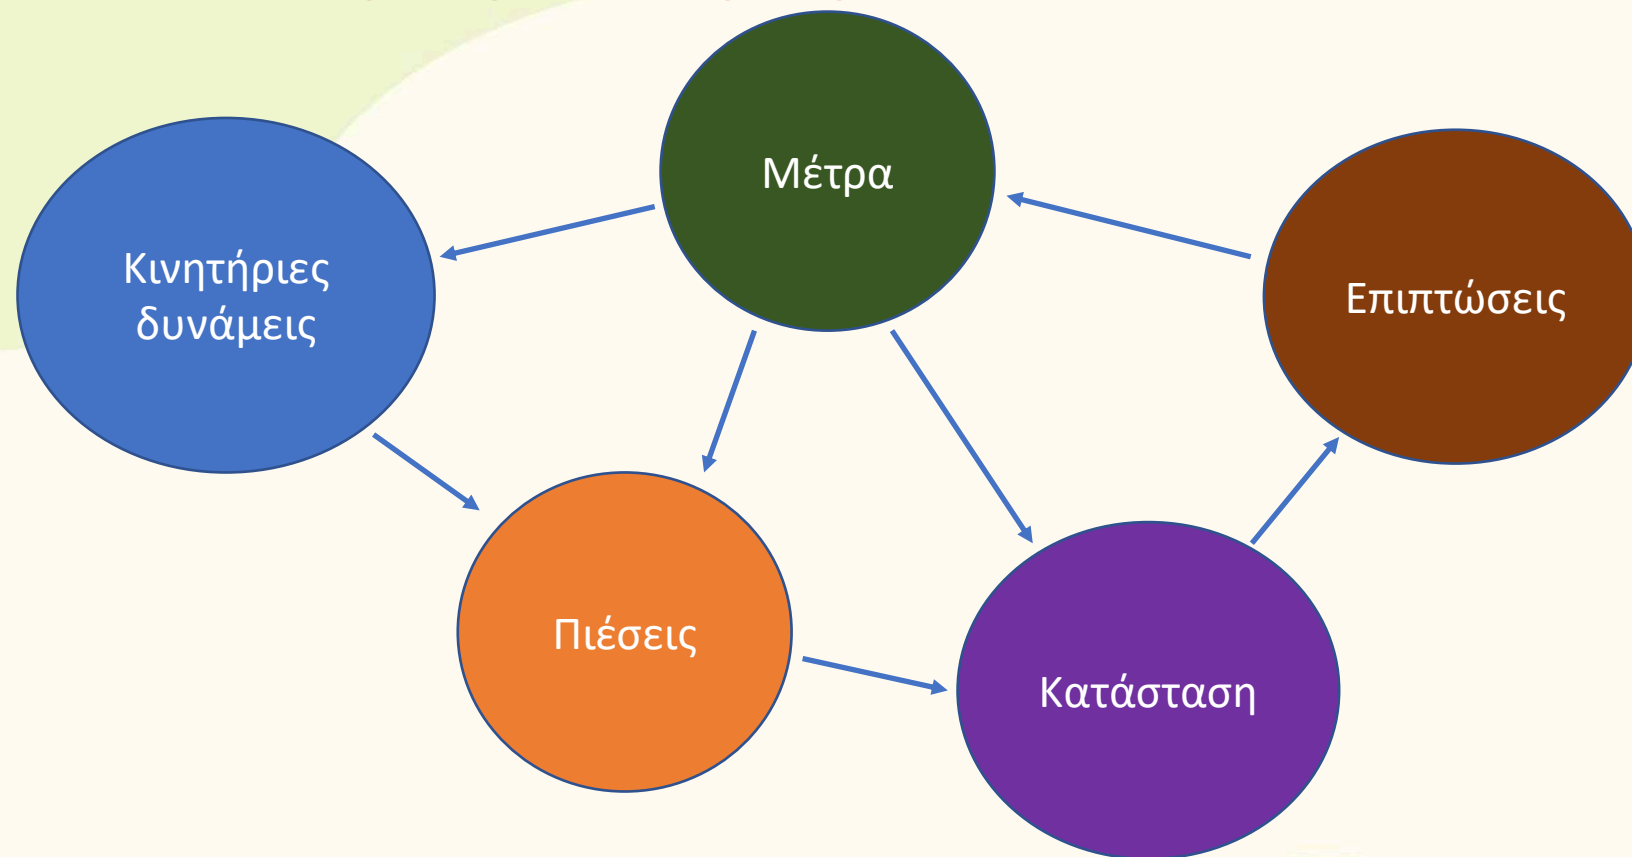 Μέτρα
Κινητήριες
δυνάμεις
Επιπτώσεις
Πιέσεις
Κατάσταση